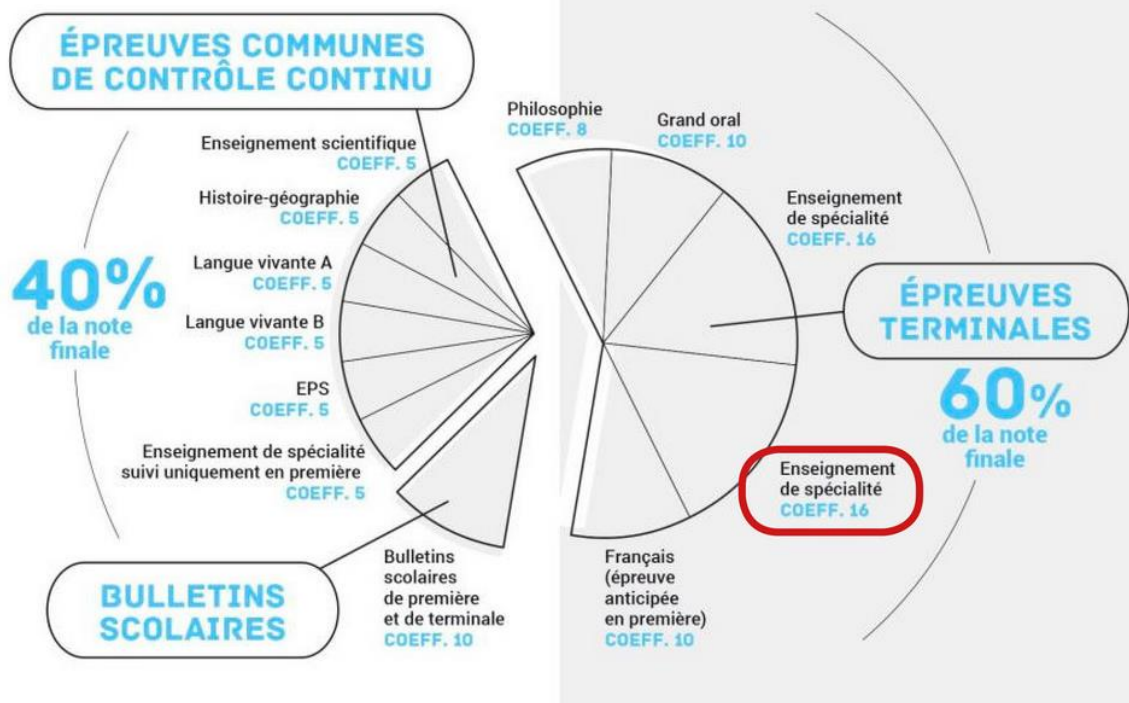 ÉPREUVES COMMUNES
DE CONTRÔLE CONTINU
Enseignement scientifique
COEFF. 5
Histoire-géographie
COEFF. 5
Langue vivante A
COEFF. 5
Langue vivante B
COEFF. 5
EPS
COEFF. 5
Enseignement de spécialité
suivi uniquement en première
COEFF. 5
40%
de la note
finale
BULLETINS
SCOLAIRES
Bulletins
scolaires
de première
et de terminale
COEFF. 10
Philosophie
COEFF. 8
Grand oral
COEFF. 10
Enseignement
de spécialité
COEFF. 16
ÉPREUVES
TERMINALES
60%
de la note
finale
Enseignement
de spécialité
COEFF. 16
Français
(épreuve
anticipée
en première)
COEFF. 10